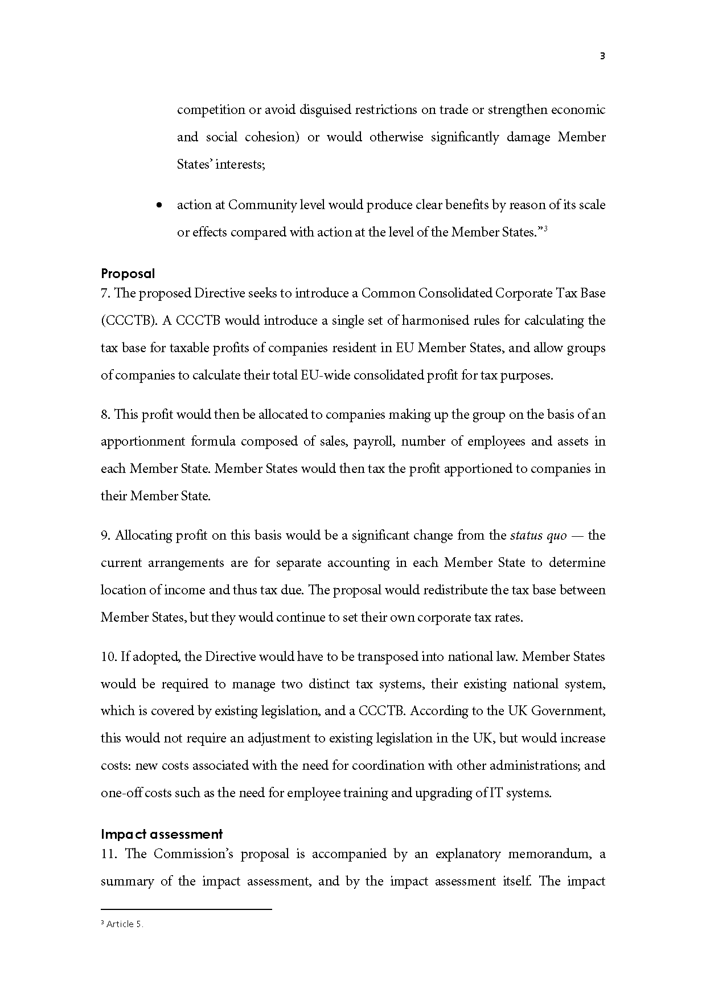 3
competition or avoid disguised restrictions on trade or strengthen economic
and social cohesion) or would otherwise significantly damage Member
States’ interests;
• action at Community level would produce clear benefits by reason of its scale
or effects compared with action at the level of the Member States.”3
Proposal
7. The proposed Directive seeks to introduce a Common Consolidated Corporate Tax Base
(CCCTB). A CCCTB would introduce a single set of harmonised rules for calculating the
tax base for taxable profits of companies resident in EU Member States, and allow groups
of companies to calculate their total EU-wide consolidated profit for tax purposes.
8. This profit would then be allocated to companies making up the group on the basis of an
apportionment formula composed of sales, payroll, number of employees and assets in
each Member State. Member States would then tax the profit apportioned to companies in
their Member State.
9. Allocating profit on this basis would be a significant change from the status quo — the
current arrangements are for separate accounting in each Member State to determine
location of income and thus tax due. The proposal would redistribute the tax base between
Member States, but they would continue to set their own corporate tax rates.
10. If adopted, the Directive would have to be transposed into national law. Member States
would be required to manage two distinct tax systems, their existing national system,
which is covered by existing legislation, and a CCCTB. According to the UK Government,
this would not require an adjustment to existing legislation in the UK, but would increase
costs: new costs associated with the need for coordination with other administrations; and
one-off costs such as the need for employee training and upgrading of IT systems.
Impact assessment
11. The Commission’s proposal is accompanied by an explanatory memorandum, a
summary of the impact assessment, and by the impact assessment itself. The impact
3 Article 5.